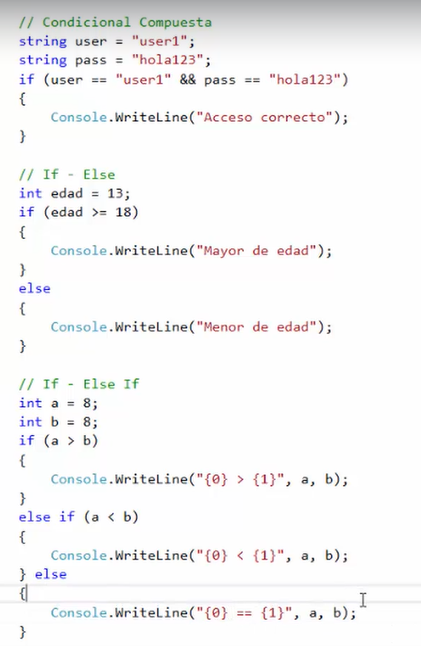 // Condicional Compuesta
string user = "user1";
string pass = "hola123";
if (user == "user1" && pass == "hola123")
{
    Console.WriteLine("Acceso correcto");
}

// If - Else
int edad = 13;
if (edad >= 18)
{
    Console.WriteLine("Mayor de edad");
}
else
{
    Console.WriteLine("Menor de edad");
}

// If - Else If
int a = 8;
int b = 8;
if (a > b)
{
    Console.WriteLine("{0} > {1}", a, b);
}
else if (a < b)
{
    Console.WriteLine("{0} < {1}", a, b);
} else
{
    Console.WriteLine("{0} == {1}", a, b);
}